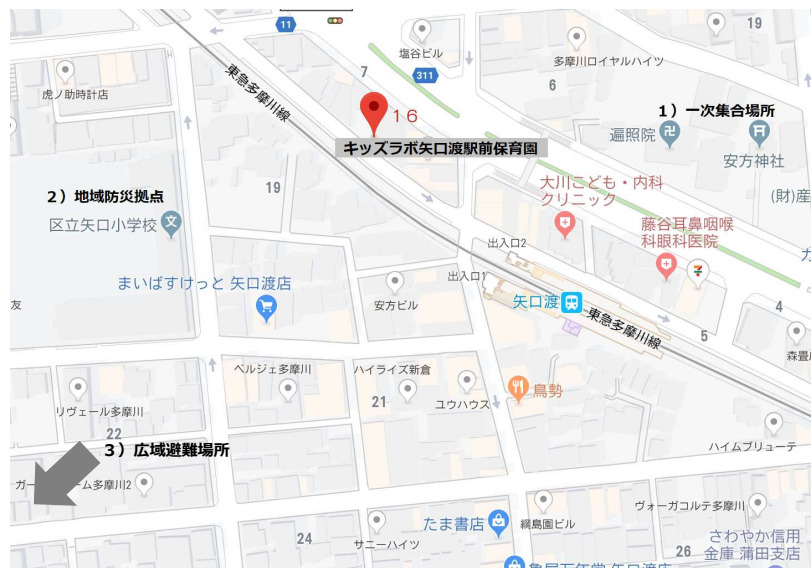 11
塩谷ビル
19
多摩川ロイヤルハイツ
311
7
6
虎ノ助時計店
東急多摩川線
16
1）一次集合場所
遍照院
安方神社
キッズラボ矢口渡駅前保育園
大川こども・内科
クリニック
(財)産
2）地域防災拠点
19
区立矢口小学校
藤谷耳鼻咽喉
科眼科医院
出入口2
出入口1
まいばすけっと 矢口渡店
安方ビル
矢口渡
東急多摩川線
友
4
5
ベルジェ多摩川
ハイライズ新倉
21
ユウハウス
鳥勢
リヴェール多摩川
22
3）広域避難場所
ハイムブリューテ
ヴォーガコルテ多摩川
たま書店
綱島園ビル
サニーハイツ
24
26
さわやか信用
金庫 蒲田支店